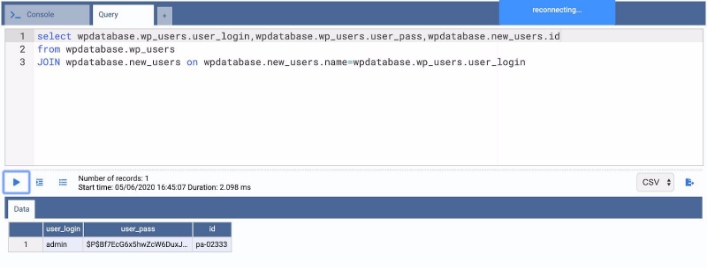 >_ Console Query + reconnecting...
1 select wpdatabase.wp_users.user_login,wpdatabase.wp_users.user_pass,wpdatabase.new_users.id
2 from wpdatabase.wp_users
3 JOIN wpdatabase.new_users on wpdatabase.new_users.name=wpdatabase.wp_users.user_login
Number of records: 1
Start time: 05/06/2020 16:45:07 Duration: 2.098 ms
CSV
Data
user_login user_pass id
1 admin $P$Bf7EcG6x5hwZcW6DuxJ... pa-02333